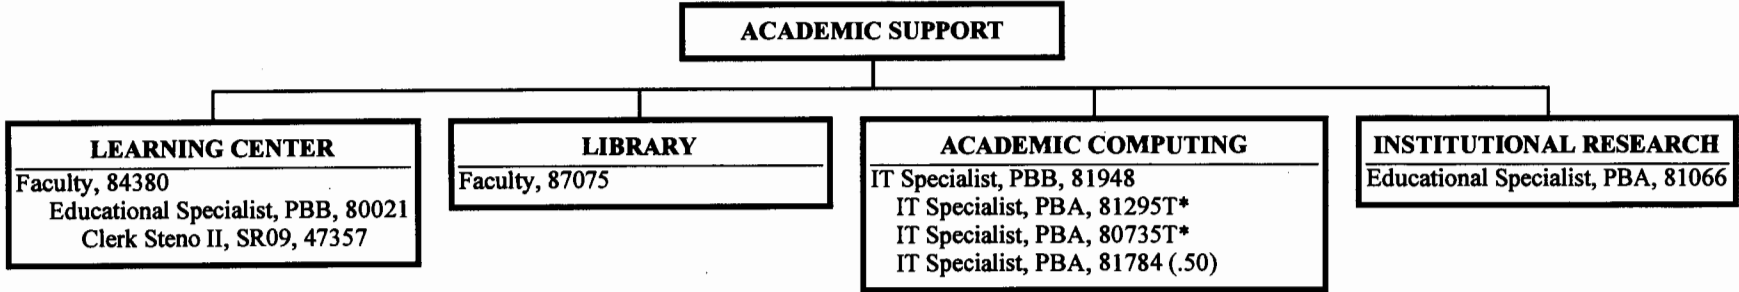 ACADEMIC SUPPORT
LEARNING CENTER
Faculty, 84380
Educational Specialist, PBB, 80021
Clerk Steno II, SR09, 47357
LIBRARY
Faculty, 87075
ACADEMIC COMPUTING
IT Specialist, PBB, 81948
IT Specialist, PBA, 81295T*
IT Specialist, PBA, 80735T*
IT Specialist, PBA, 81784 (.50)
INSTITUTIONAL RESEARCH
Educational Specialist, PBA, 81066